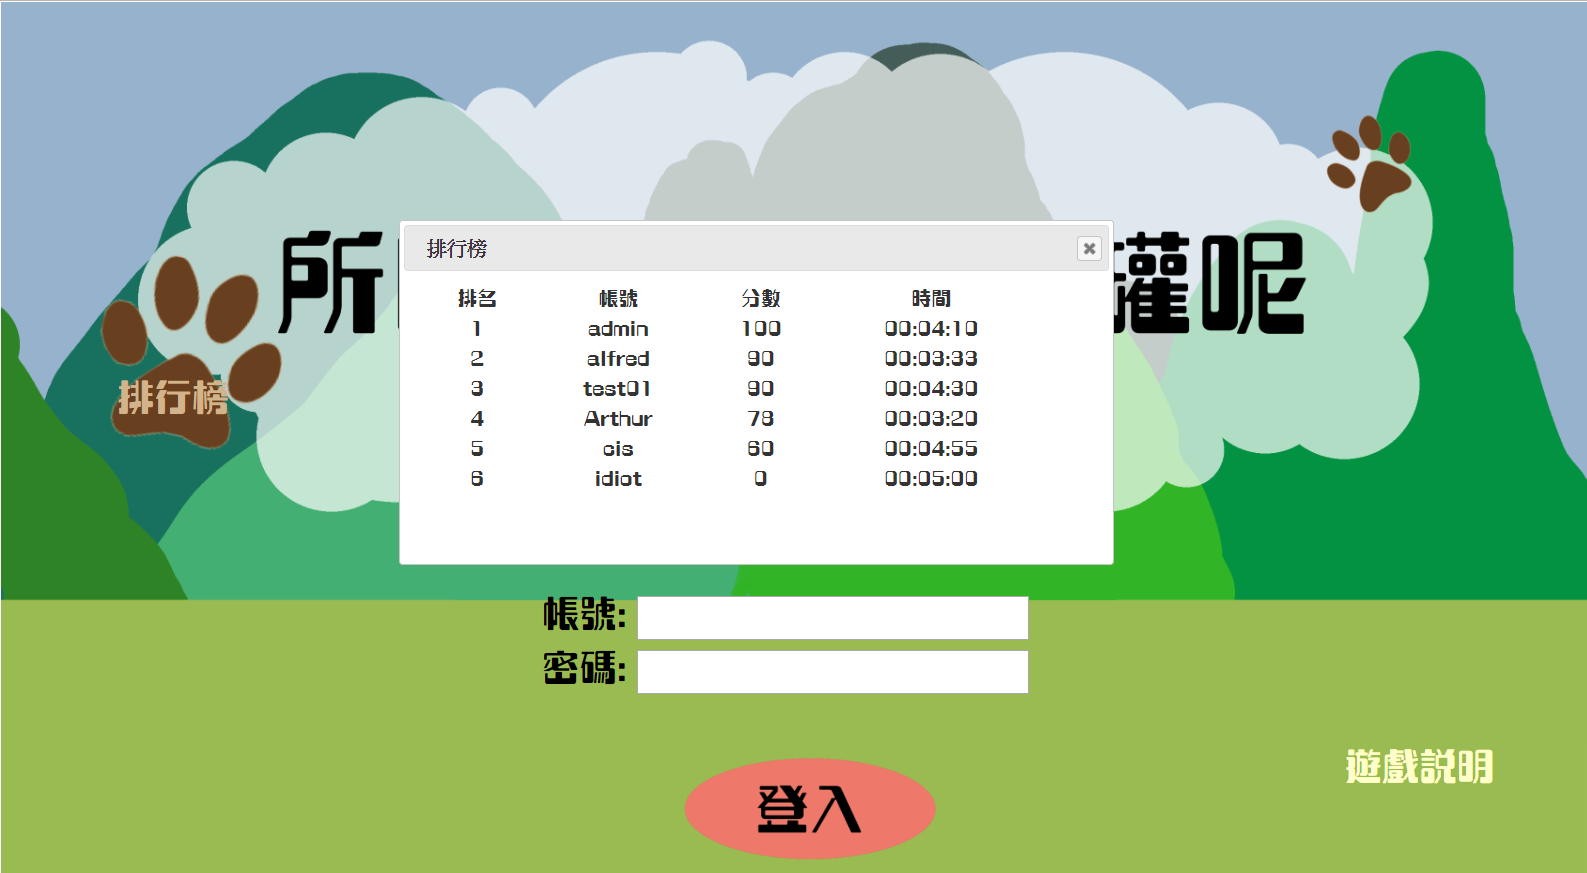 所
罐呢
排行榜
排名 帳號 分數 時間
1 admin 100 00:04:10
2 alfred 90 00:03:33
3 test01 90 00:04:30
4 Arthur 78 00:03:20
5 cis 60 00:04:55
6 idiot 0 00:05:00
排行榜
帳號:
密碼:
遊戲説明
登入